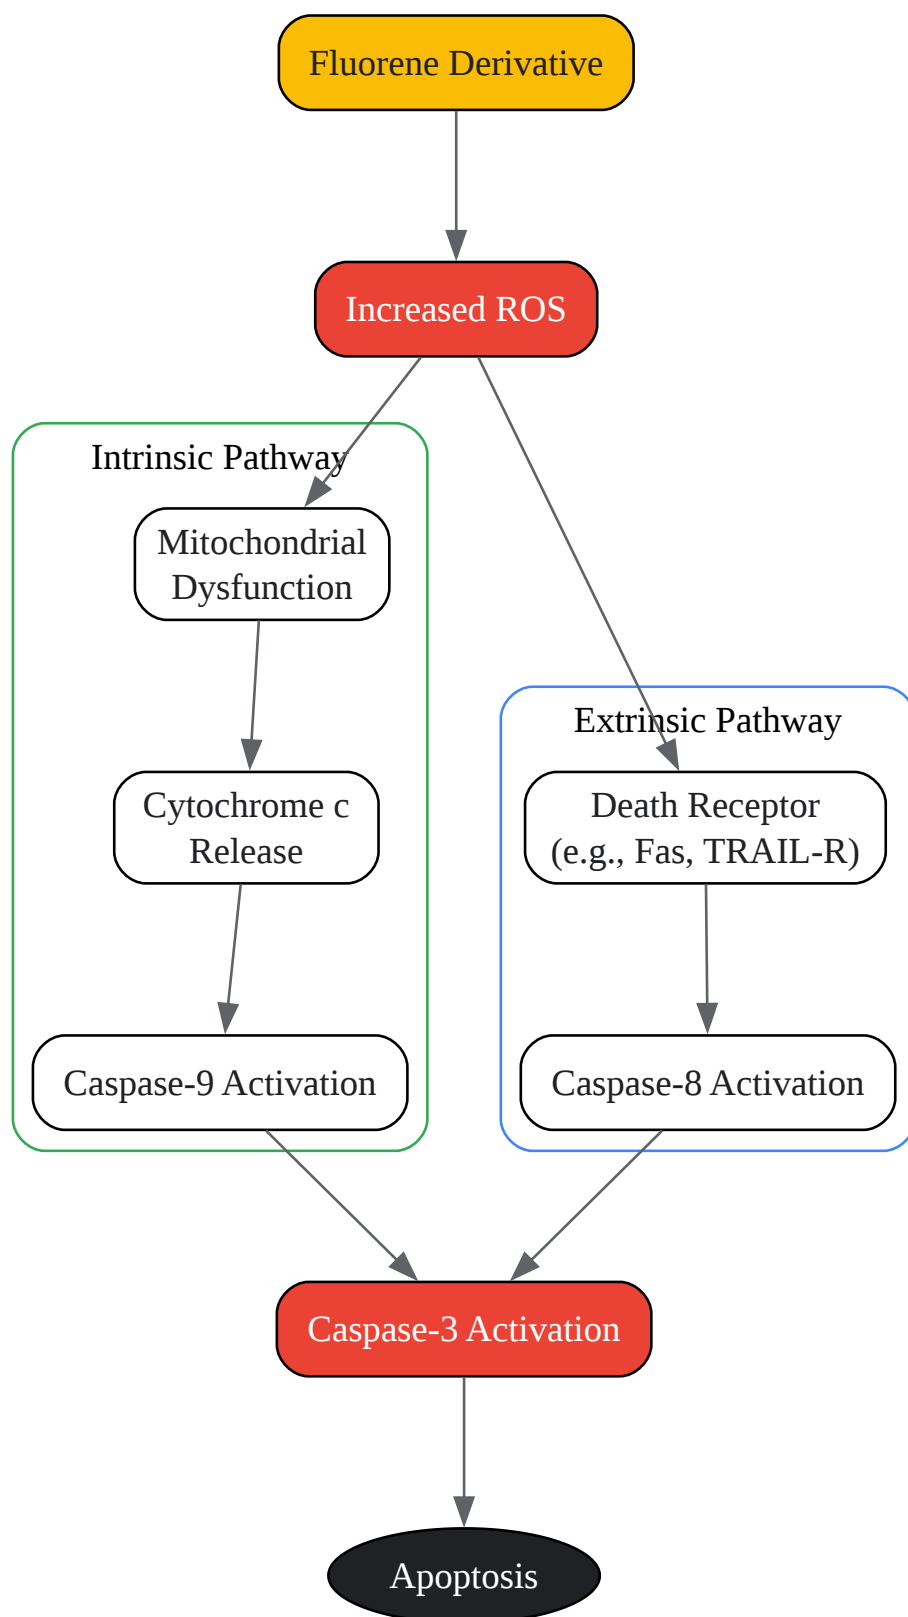 Fluorene Derivative
Increased ROS
Intrinsic Pathway
Mitochondrial
Dysfunction
Cytochrome c
Release
Caspase-9 Activation
Extrinsic Pathway
Death Receptor
(e.g., Fas, TRAIL-R)
Caspase-8 Activation
Caspase-3 Activation
Apoptosis